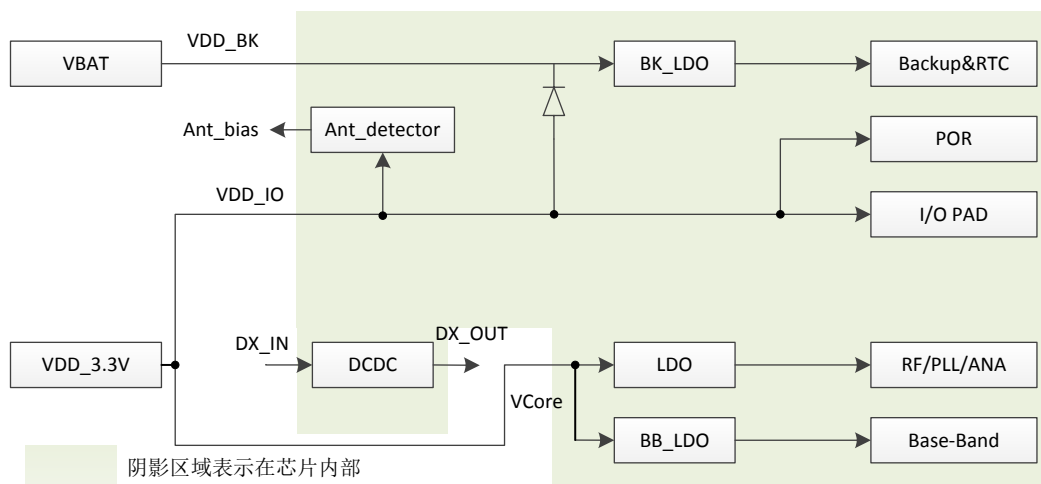 VDD_BK
VBAT
BK_LDO
Backup&RTC
Ant_bias
Ant_detector
POR
VDD_IO
I/O PAD
DX_IN
DX_OUT
VDD_3.3V
DCDC
LDO
RF/PLL/ANA
VCore
BB_LDO
Base-Band
阴影区域表示在芯片内部